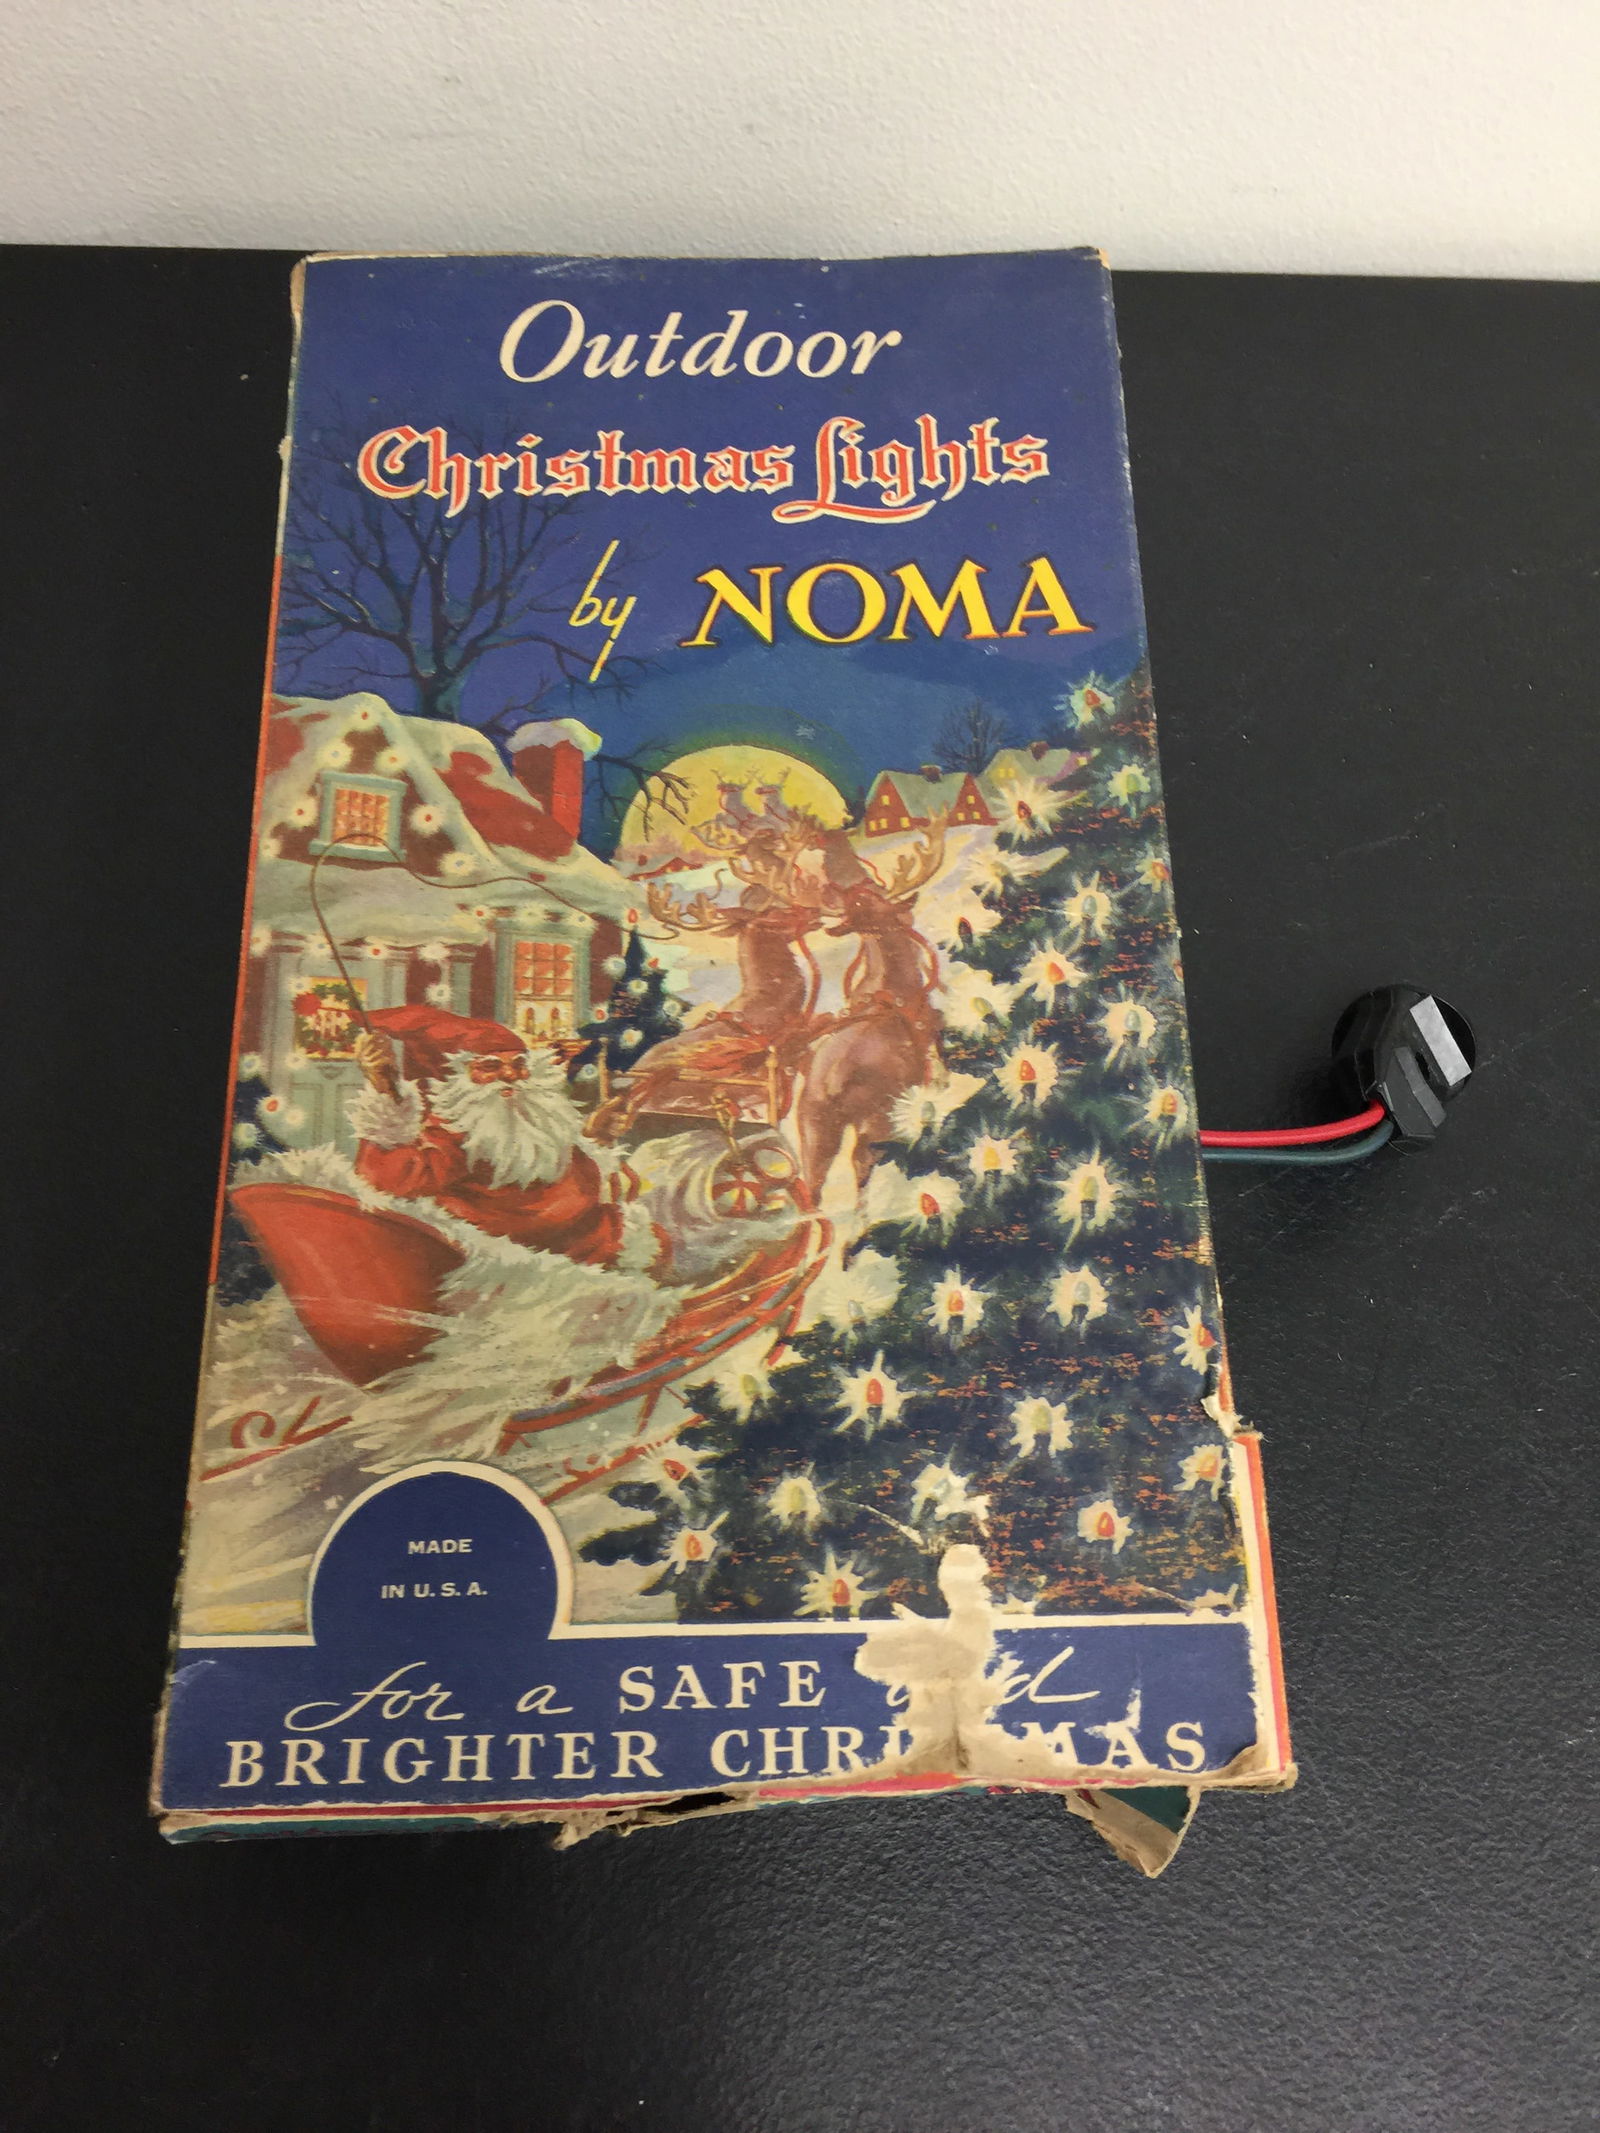 Outdoor
Christmas Lights
by NOMA
MADE
IN U.S.A.
for a SAFE
BRIGHTER